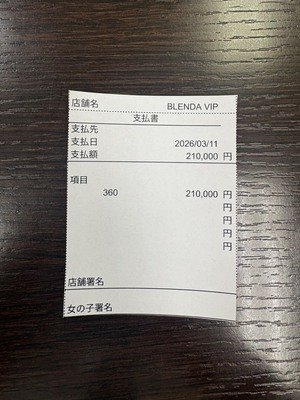 店舗名 BLENDA VIP
支払書
支払先
支払日 2026/03/11
支払額 210,000 円
項目
360 210,000 円
円
円
円
円
店舗署名
女の子署名